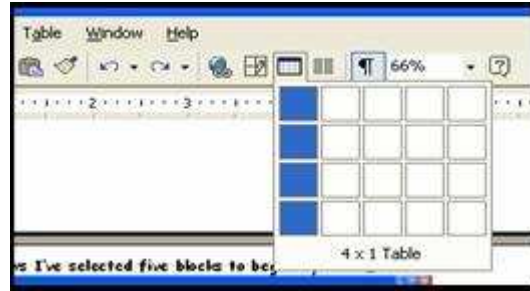 Table Window Help
66%
2 3
4 x 1 Table
s I've selected five blocks to be